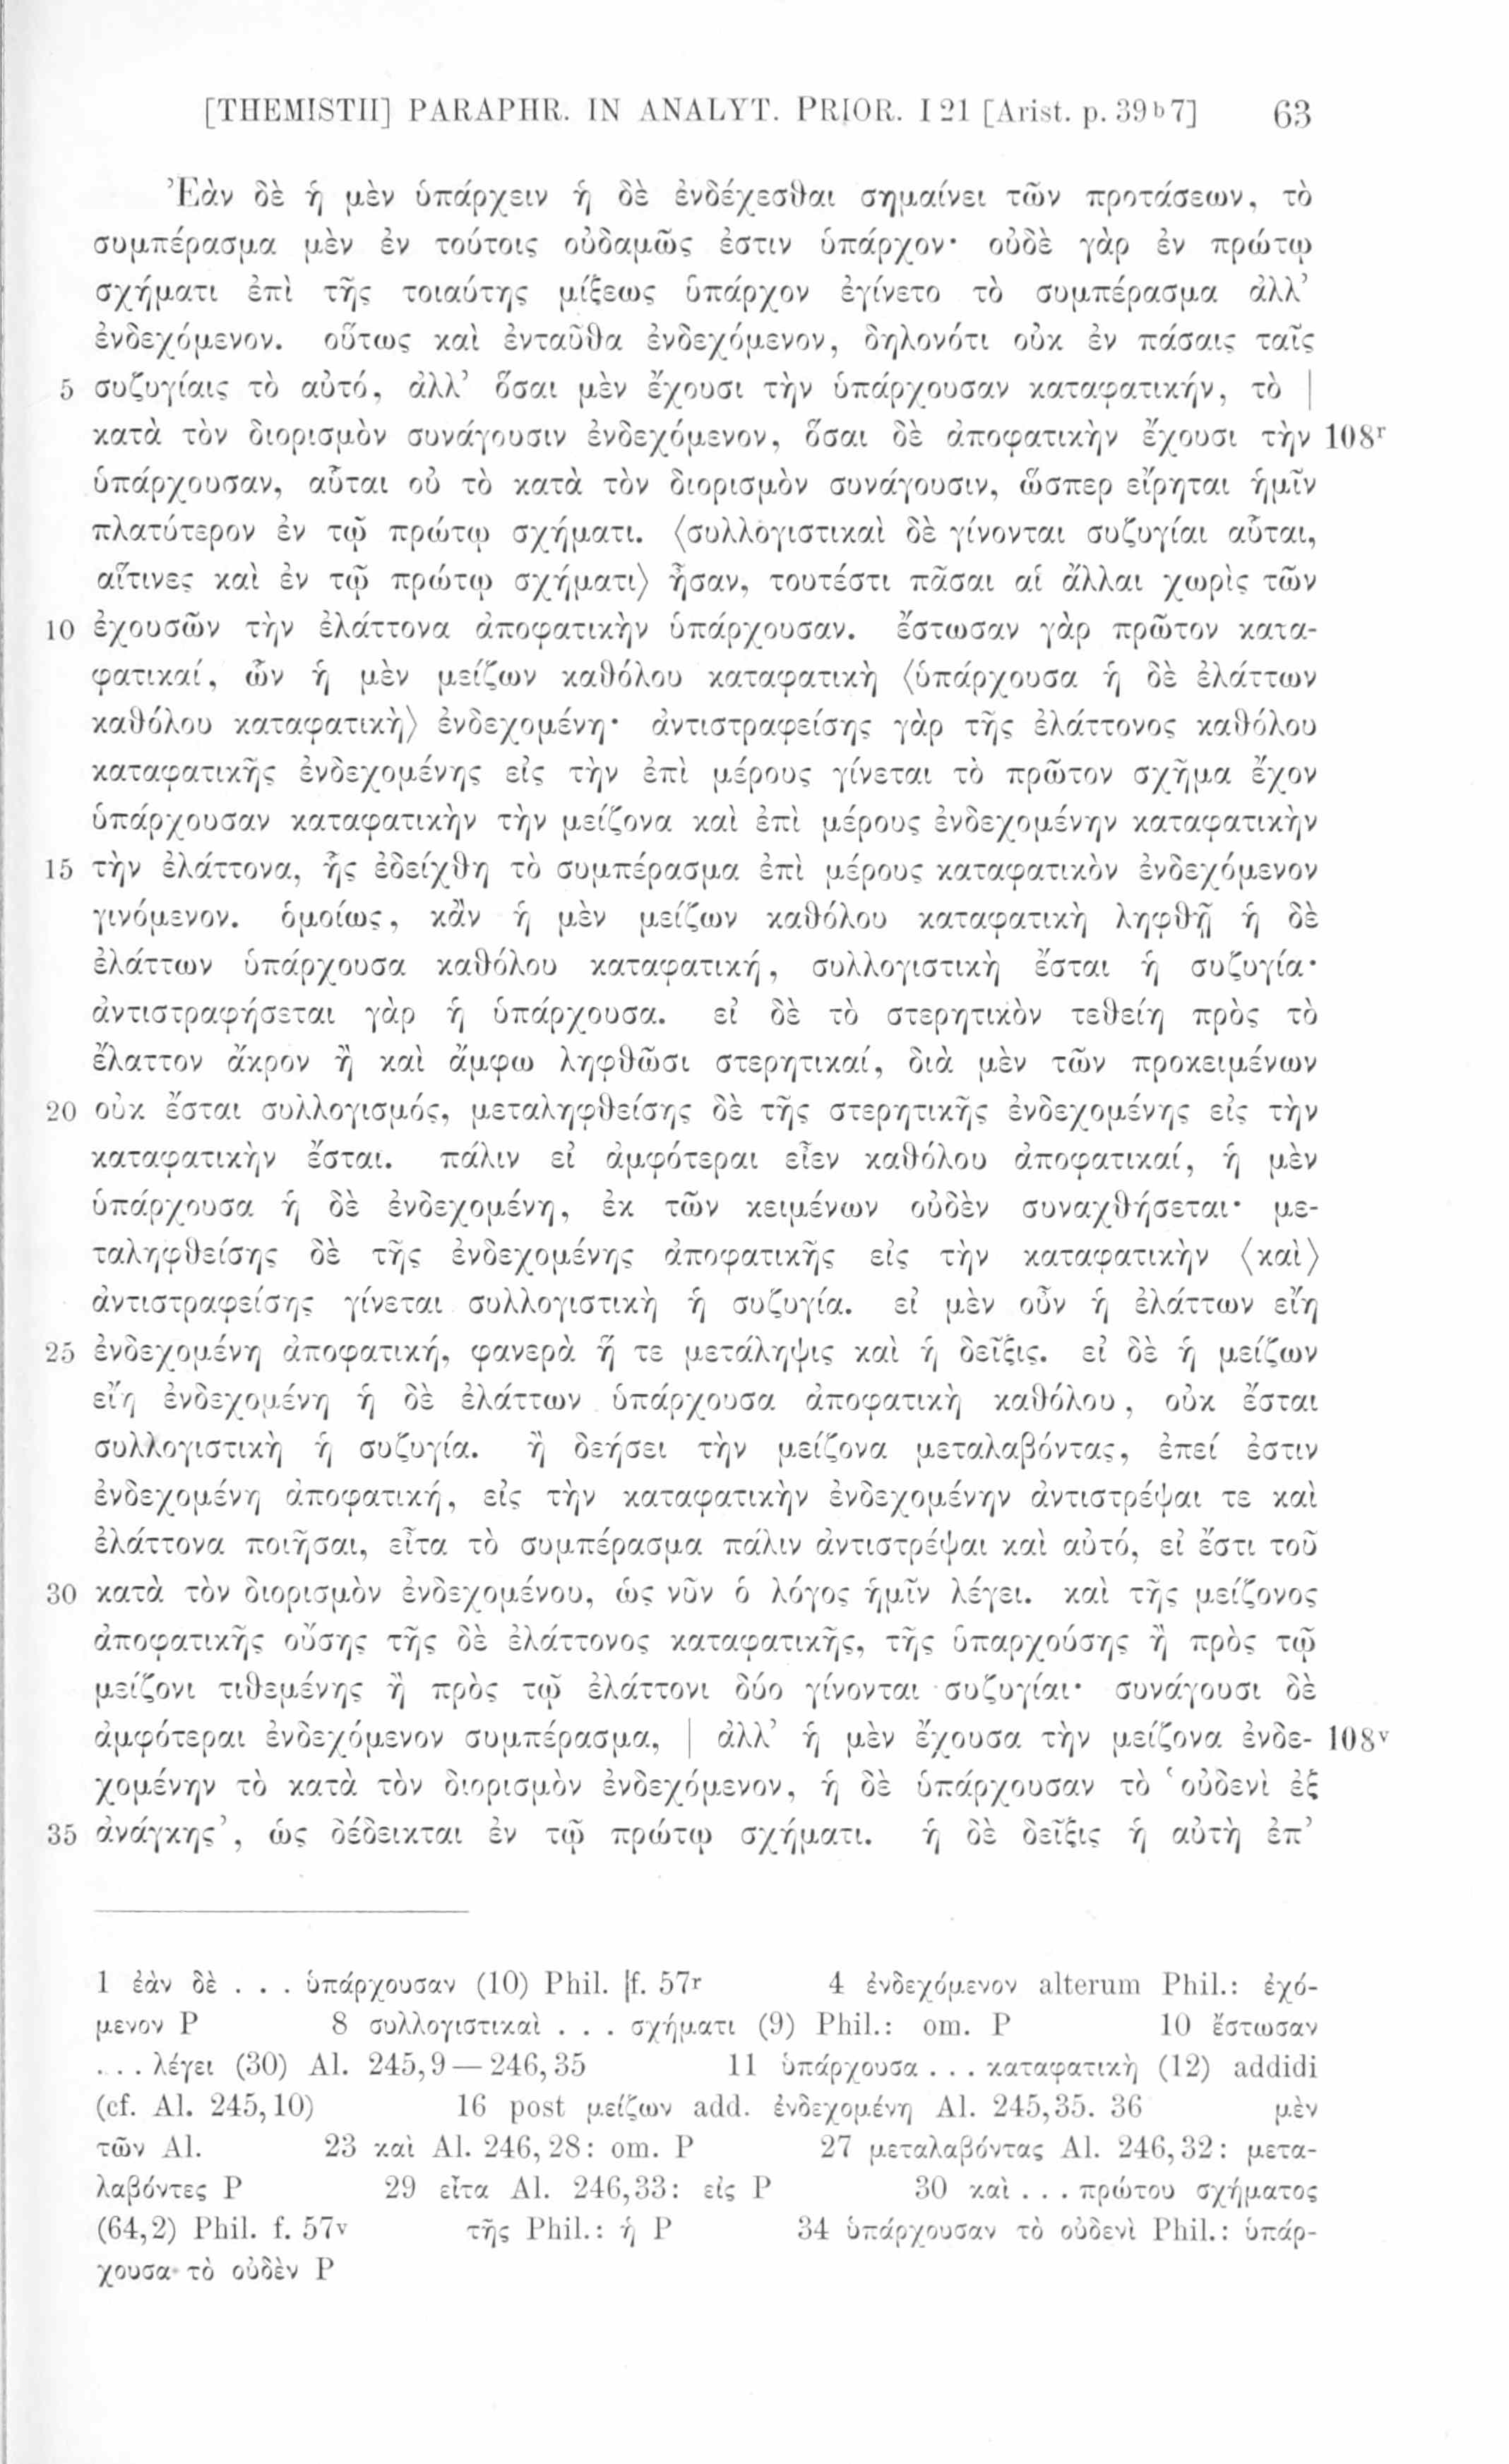 [THEMISTII] PARAPHR. IN ANALYT. PRIOR. I 21 [Arist. p. 39ᵇ7] 63
Ἐὰν δὲ ἡ μὲν ὑπάρχειν ἡ δὲ ἐνδέχεσθαι σημαίνει τῶν προτάσεων, τὸ
συμπέρασμα μὲν ἐν τούτοις οὐδαμῶς ἐστιν ὑπάρχον· οὐδὲ γὰρ ἐν πρώτῳ
σχήματι ἐπὶ τῆς τοιαύτης μίξεως ὑπάρχον ἐγίνετο τὸ συμπέρασμα ἀλλ’
ἐνδεχόμενον. οὕτως καὶ ἐνταῦθα ἐνδεχόμενον, δηλονότι οὐκ ἐν πάσαις ταῖς
5 συζυγίαις τὸ αὐτό, ἀλλ’ ὅσαι μὲν ἔχουσι τὴν ὑπάρχουσαν καταφατικήν, τὸ |
κατὰ τὸν διορισμὸν συνάγουσιν ἐνδεχόμενον, ὅσαι δὲ ἀποφατικὴν ἔχουσι τὴν 108ʳ
ὑπάρχουσαν, αὗται οὐ τὸ κατὰ τὸν διορισμὸν συνάγουσιν, ὥσπερ εἴρηται ἡμῖν
πλατύτερον ἐν τῷ πρώτῳ σχήματι. ⟨συλλογιστικαὶ δὲ γίνονται συζυγίαι αὗται,
αἵτινες καὶ ἐν τῷ πρώτῳ σχήματι⟩ ἦσαν, τουτέστι πᾶσαι αἱ ἄλλαι χωρὶς τῶν
10 ἐχουσῶν τὴν ἐλάττονα ἀποφατικὴν ὑπάρχουσαν. ἔστωσαν γὰρ πρῶτον κατα-
φατικαί, ὧν ἡ μὲν μείζων καθόλου καταφατικὴ ⟨ὑπάρχουσα ἡ δὲ ἐλάττων
καθόλου καταφατικὴ⟩ ἐνδεχομένη· ἀντιστραφείσης γὰρ τῆς ἐλάττονος καθόλου
καταφατικῆς ἐνδεχομένης εἰς τὴν ἐπὶ μέρους γίνεται τὸ πρῶτον σχῆμα ἔχον
ὑπάρχουσαν καταφατικὴν τὴν μείζονα καὶ ἐπὶ μέρους ἐνδεχομένην καταφατικὴν
15 τὴν ἐλάττονα, ἧς ἐδείχθη τὸ συμπέρασμα ἐπὶ μέρους καταφατικὸν ἐνδεχόμενον
γινόμενον. ὁμοίως, κἂν ἡ μὲν μείζων καθόλου καταφατικὴ ληφθῇ ἡ δὲ
ἐλάττων ὑπάρχουσα καθόλου καταφατική, συλλογιστικὴ ἔσται ἡ συζυγία·
ἀντιστραφήσεται γὰρ ἡ ὑπάρχουσα. εἰ δὲ τὸ στερητικὸν τεθείη πρὸς τὸ
ἔλαττον ἄκρον ἢ καὶ ἄμφω ληφθῶσι στερητικαί, διὰ μὲν τῶν προκειμένων
20 οὐκ ἔσται συλλογισμός, μεταληφθείσης δὲ τῆς στερητικῆς ἐνδεχομένης εἰς τὴν
καταφατικὴν ἔσται. πάλιν εἰ ἀμφότεραι εἶεν καθόλου ἀποφατικαί, ἡ μὲν
ὑπάρχουσα ἡ δὲ ἐνδεχομένη, ἐκ τῶν κειμένων οὐδὲν συναχθήσεται· με-
ταληφθείσης δὲ τῆς ἐνδεχομένης ἀποφατικῆς εἰς τὴν καταφατικὴν ⟨καὶ⟩
ἀντιστραφείσης γίνεται συλλογιστικὴ ἡ συζυγία. εἰ μὲν οὖν ἡ ἐλάττων εἴη
25 ἐνδεχομένη ἀποφατική, φανερὰ ἥ τε μετάληψις καὶ ἡ δεῖξις. εἰ δὲ ἡ μείζων
εἴη ἐνδεχομένη ἡ δὲ ἐλάττων ὑπάρχουσα ἀποφατικὴ καθόλου, οὐκ ἔσται
συλλογιστικὴ ἡ συζυγία. ἢ δεήσει τὴν μείζονα μεταλαβόντας, ἐπεί ἐστιν
ἐνδεχομένη ἀποφατική, εἰς τὴν καταφατικὴν ἐνδεχομένην ἀντιστρέψαι τε καὶ
ἐλάττονα ποιῆσαι, εἶτα τὸ συμπέρασμα πάλιν ἀντιστρέψαι καὶ αὐτό, εἰ ἔστι τοῦ
30 κατὰ τὸν διορισμὸν ἐνδεχομένου, ὡς νῦν ὁ λόγος ἡμῖν λέγει. καὶ τῆς μείζονος
ἀποφατικῆς οὔσης τῆς δὲ ἐλάττονος καταφατικῆς, τῆς ὑπαρχούσης ἢ πρὸς τῷ
μείζονι τιθεμένης ἢ πρὸς τῷ ἐλάττονι δύο γίνονται συζυγίαι· συνάγουσι δὲ
ἀμφότεραι ἐνδεχόμενον συμπέρασμα, | ἀλλ’ ἡ μὲν ἔχουσα τὴν μείζονα ἐνδε- 108ᵛ
χομένην τὸ κατὰ τὸν διορισμὸν ἐνδεχόμενον, ἡ δὲ ὑπάρχουσαν τὸ ‘οὐδενὶ ἐξ
35 ἀνάγκης’, ὡς δέδεικται ἐν τῷ πρώτῳ σχήματι. ἡ δὲ δεῖξις ἡ αὐτὴ ἐπ’
1 ἐὰν δὲ . . . ὑπάρχουσαν (10) Phil. |f. 57ʳ 4 ἐνδεχόμενον alterum Phil.: ἐχό-
μενον P 8 συλλογιστικαὶ . . . σχήματι (9) Phil.: om. P 10 ἔστωσαν
. . . λέγει (30) Al. 245,9 — 246,35 11 ὑπάρχουσα . . . καταφατικὴ (12) addidi
(cf. Al. 245,10) 16 post μείζων add. ἐνδεχομένη Al. 245,35. 36 μὲν
τῶν Al. 23 καὶ Al. 246,28: om. P 27 μεταλαβόντας Al. 246,32: μετα-
λαβόντες P 29 εἶτα Al. 246,33: εἰς P 30 καὶ . . . πρώτου σχήματος
(64,2) Phil. f. 57ᵛ τῆς Phil.: ἡ P 34 ὑπάρχουσαν τὸ οὐδενὶ Phil.: ὑπάρ-
χουσα τὸ οὐδὲν P